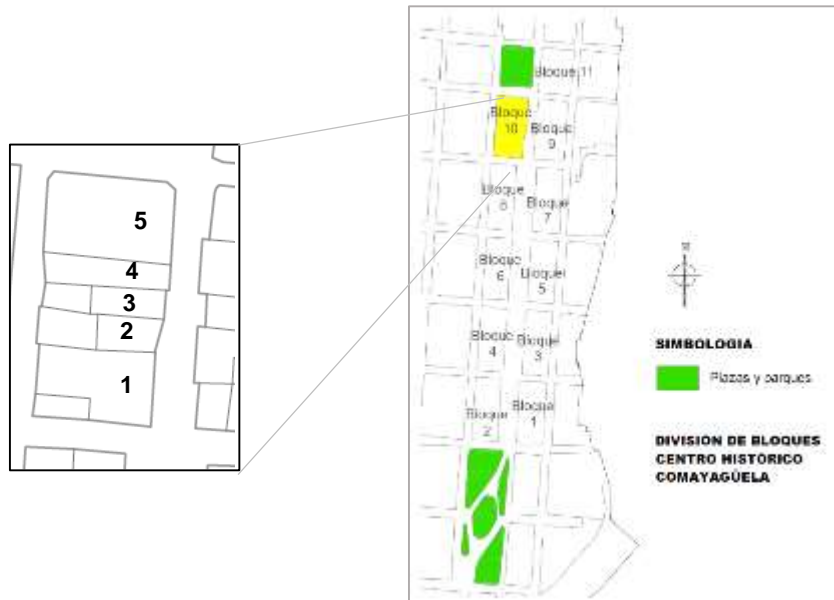 5
4
3
2
1
Bloque 11
Bloque
10
Bloque
9
Bloque
8
Bloque
7
Bloque
6
Bloque
5
Bloque
4
Bloque
3
Bloque
2
Bloque
1
N
SIMBOLOGIA
Plazas y parques
DIVISIÓN DE BLOQUES
CENTRO HISTÓRICO
COMAYAGÜELA